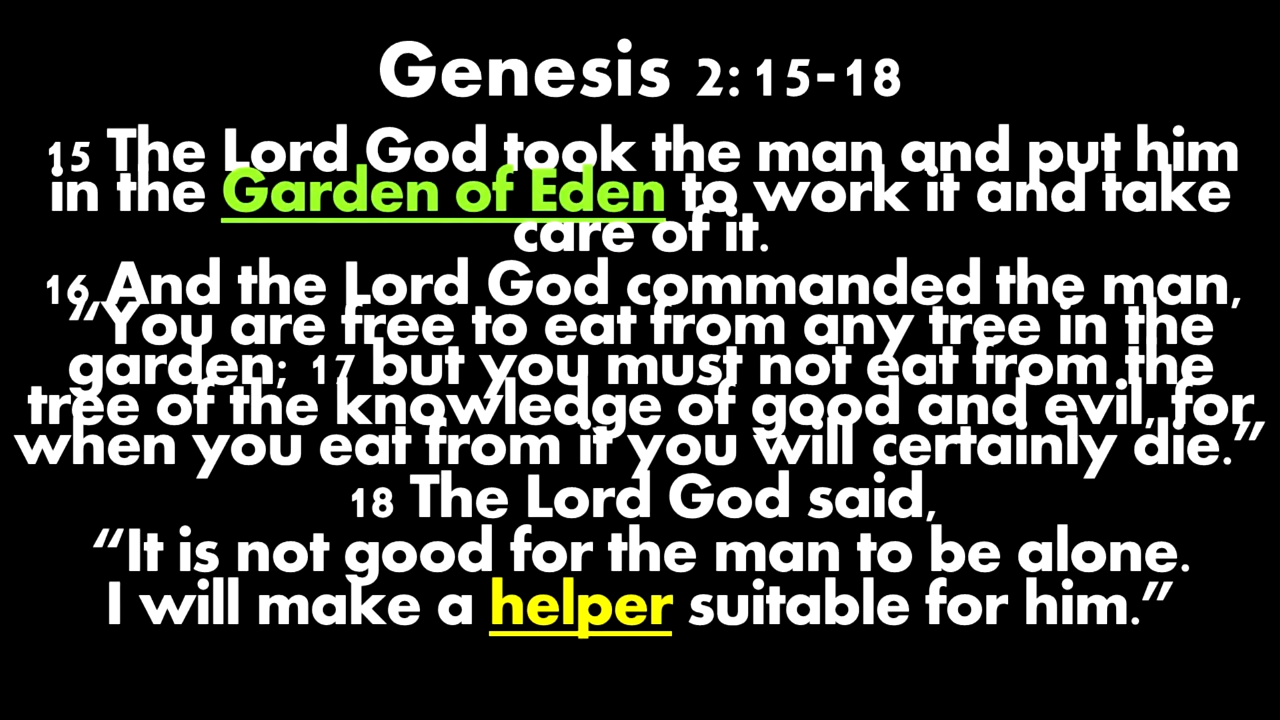 Genesis 2:15-18
15 The Lord God took the man and put him
in the Garden of Eden to work it and take
care of it.
16 And the Lord God commanded the man,
“You are free to eat from any tree in the
garden; 17 but you must not eat from the
tree of the knowledge of good and evil, for
when you eat from it you will certainly die.”
18 The Lord God said,
“It is not good for the man to be alone.
I will make a helper suitable for him.”